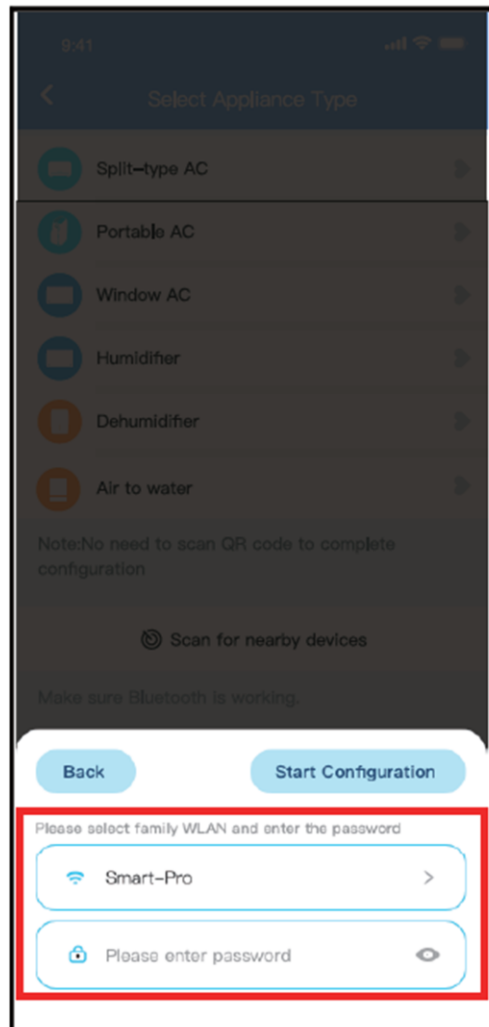 9:41
Select Appliance Type
Split-type AC
Portable AC
Window AC
Humidifier
Dehumidifier
Air to water
Note:No need to scan QR code to complete
configuration
Scan for nearby devices
Make sure Bluetooth is working.
Back
Start Configuration
Please select family WLAN and enter the password
Smart-Pro
Please enter password